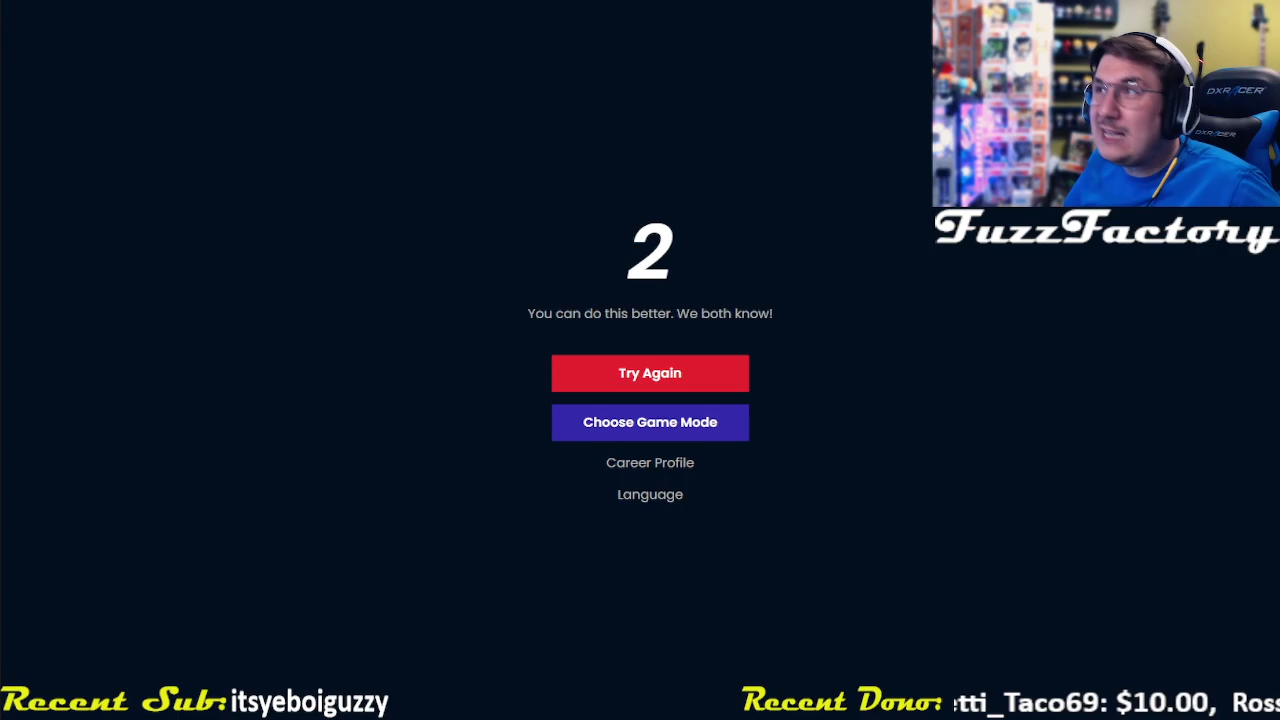 DXRACER
DXRACER
FuzzFactory
2
You can do this better. We both know!
Try Again
Choose Game Mode
Career Profile
Language
Recent Sub: itsyeboiguzzy
Recent Dono: etti_Taco69: $10.00, Ross